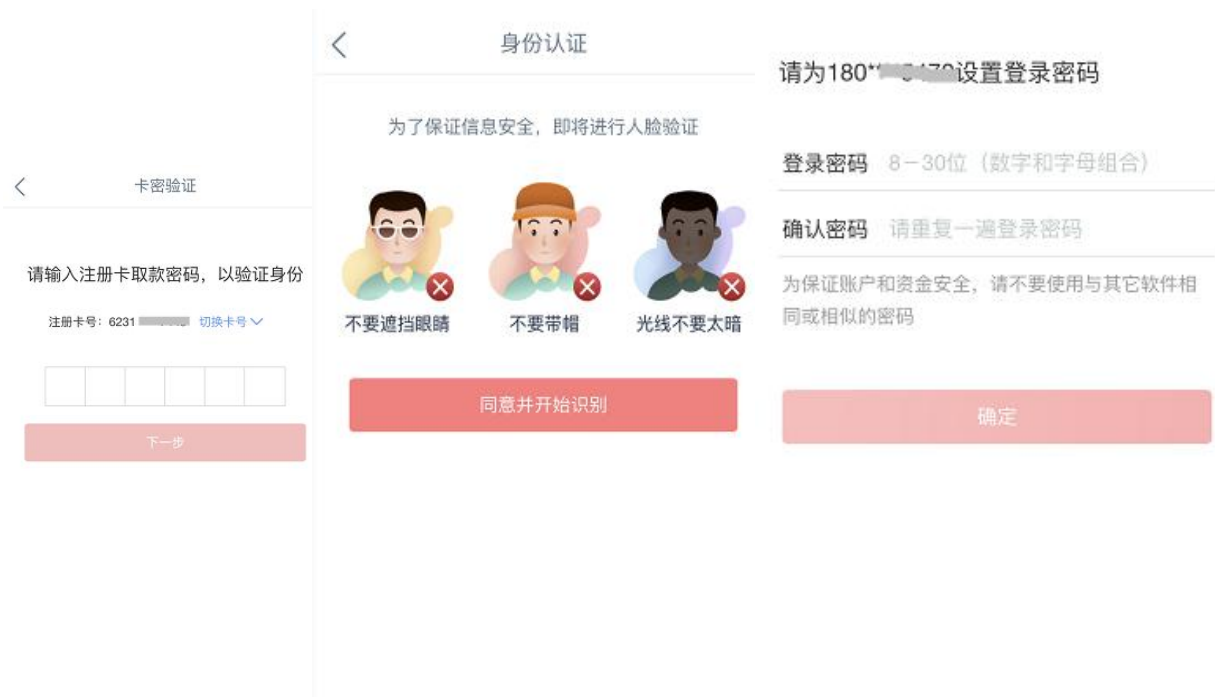 卡密验证
请输入注册卡取款密码，以验证身份
注册卡号：6231
切换卡号
下一步
身份认证
为了保证信息安全，即将进行人脸验证
不要遮挡眼睛
不要带帽
光线不要太暗
同意并开始识别
请为180*设置登录密码
登录密码 8-30位（数字和字母组合）
确认密码 请重复一遍登录密码
为保证账户和资金安全，请不要使用与其它软件相
同或相似的密码
确定